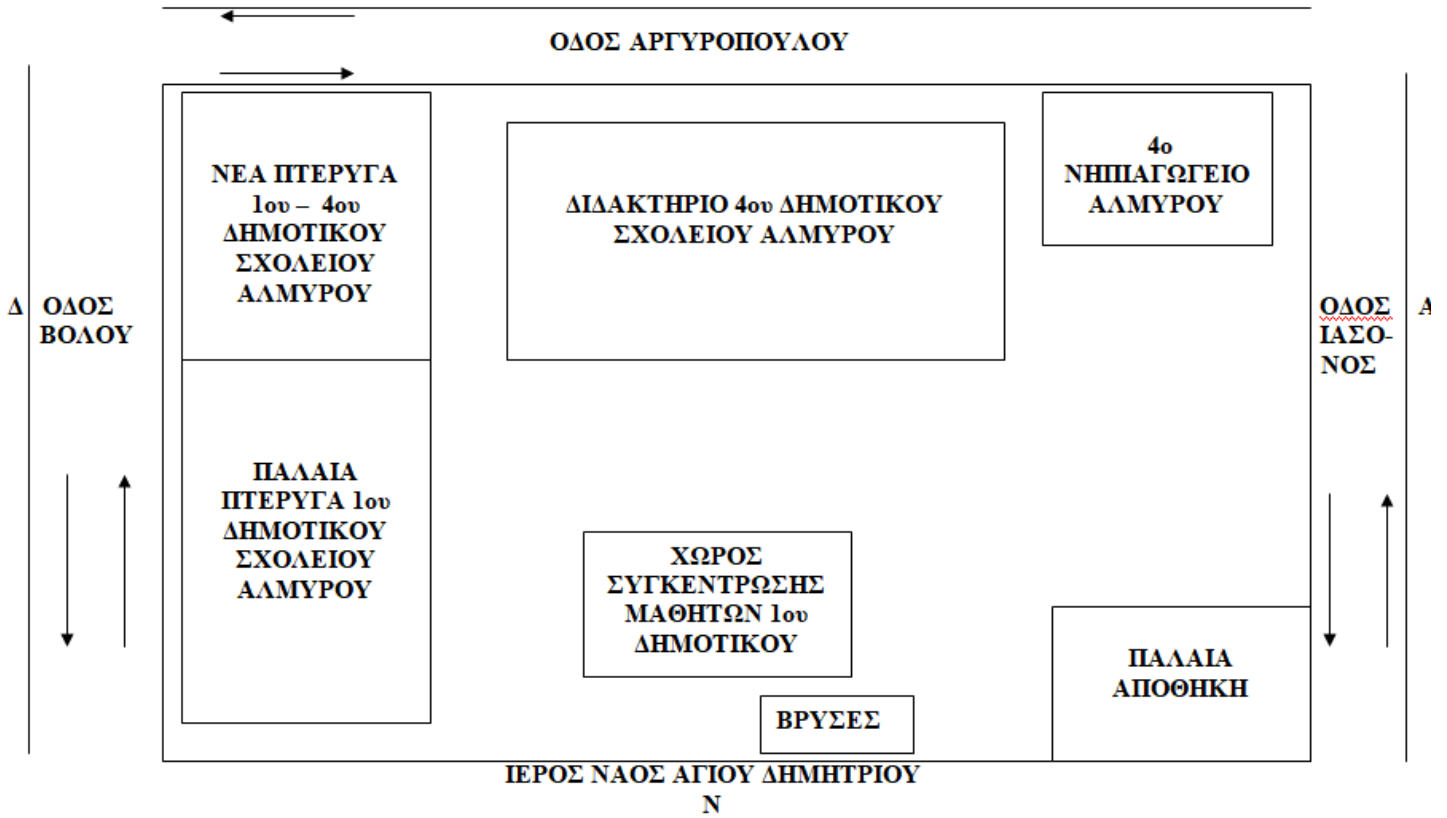 ΟΔΟΣ ΑΡΓΥΡΟΠΟΥΛΟΥ
ΝΕΑ ΠΤΕΡΥΓΑ
1ου – 4ου
ΔΗΜΟΤΙΚΟΥ
ΣΧΟΛΕΙΟΥ
ΑΛΜΥΡΟΥ
ΔΙΔΑΚΤΗΡΙΟ 4ου ΔΗΜΟΤΙΚΟΥ
ΣΧΟΛΕΙΟΥ ΑΛΜΥΡΟΥ
4ο
ΝΗΠΙΑΓΩΓΕΙΟ
ΑΛΜΥΡΟΥ
Δ
ΟΔΟΣ
ΒΟΛΟΥ
ΟΔΟΣ
ΙΑΣΟ-
ΝΟΣ
Α
ΠΑΛΑΙΑ
ΠΤΕΡΥΓΑ 1ου
ΔΗΜΟΤΙΚΟΥ
ΣΧΟΛΕΙΟΥ
ΑΛΜΥΡΟΥ
ΧΩΡΟΣ
ΣΥΓΚΕΝΤΡΩΣΗΣ
ΜΑΘΗΤΩΝ 1ου
ΔΗΜΟΤΙΚΟΥ
ΠΑΛΑΙΑ
ΑΠΟΘΗΚΗ
ΒΡΥΣΕΣ
ΙΕΡΟΣ ΝΑΟΣ ΑΓΙΟΥ ΔΗΜΗΤΡΙΟΥ
Ν